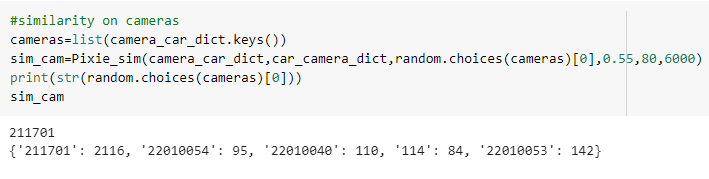 #similarity on cameras
cameras=list(camera_car_dict.keys())
sim_cam=Pixie_sim(camera_car_dict,car_camera_dict,random.choices(cameras)[0],0.55,80,6000)
print(str(random.choices(cameras)[0]))
sim_cam
211701
{'211701': 2116, '22010054': 95, '22010040': 110, '114': 84, '22010053': 142}